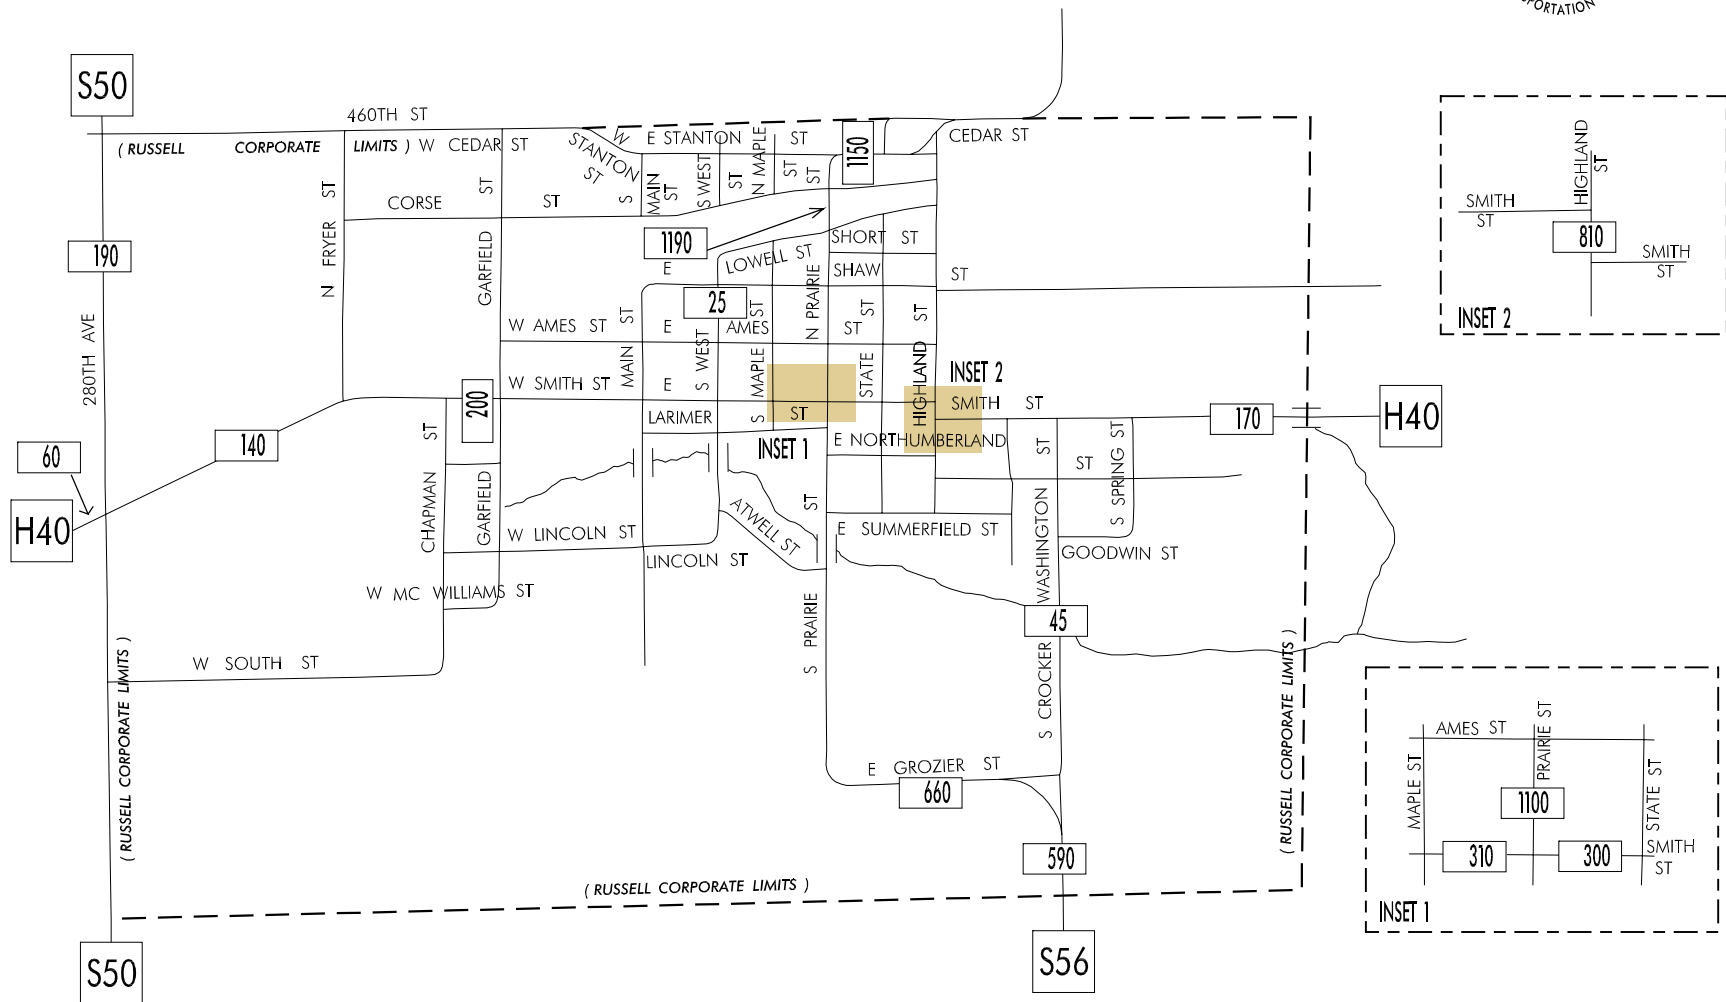 PORTATION
S50
460TH ST
( RUSSELL CORPORATE LIMITS ) W CEDAR ST
W STANTON ST
E STANTON ST
1150
CEDAR ST
N FRYER ST
CORSE ST
GARFIELD ST
S MAIN ST
S WEST ST
N MAPLE ST
ST
190
1190
SHORT ST
E LOWELL ST
SHAW ST
25
280TH AVE
W AMES ST
E AMES ST
MAIN ST
S WEST
S MAPLE ST
N PRAIRIE
STATE ST
HIGHLAND ST
INSET 2
W SMITH ST
E SMITH ST
200
LARIMER ST
INSET 1
E NORTHUMBERLAND ST
170
H40
140
60
H40
CHAPMAN ST
GARFIELD
W LINCOLN ST
LINCOLN ST
ATWELL ST
E SUMMERFIELD ST
WASHINGTON ST
S SPRING ST
GOODWIN ST
W MC WILLIAMS ST
45
W SOUTH ST
S PRAIRIE ST
S CROCKER
( RUSSELL CORPORATE LIMITS )
( RUSSELL CORPORATE LIMITS )
E GROZIER ST
660
590
( RUSSELL CORPORATE LIMITS )
S50
S56
HIGHLAND ST
SMITH ST
810
SMITH ST
INSET 2
AMES ST
PRAIRIE ST
MAPLE ST
STATE ST
1100
310
300
SMITH ST
INSET 1